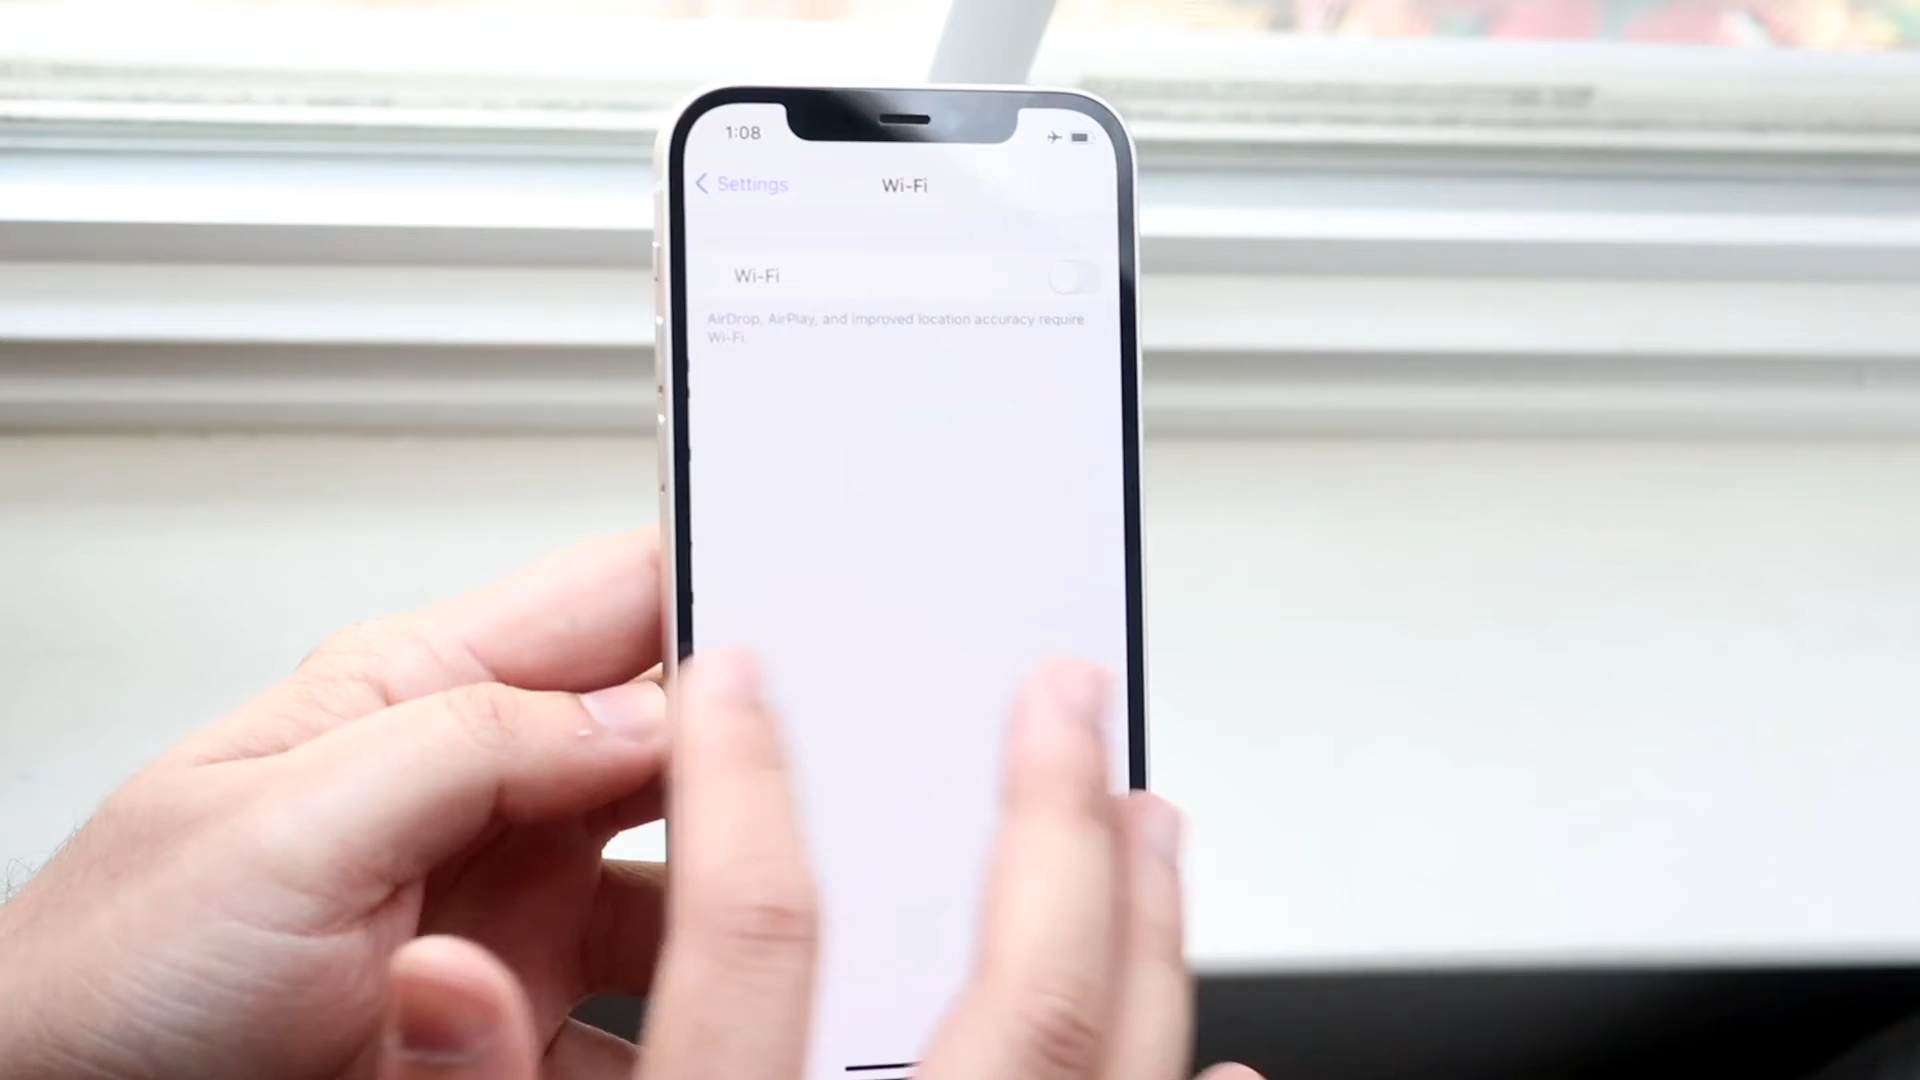 1:08
Settings
Wi-Fi
Wi-Fi
AirDrop, AirPlay, and improved location accuracy require
Wi-Fi.